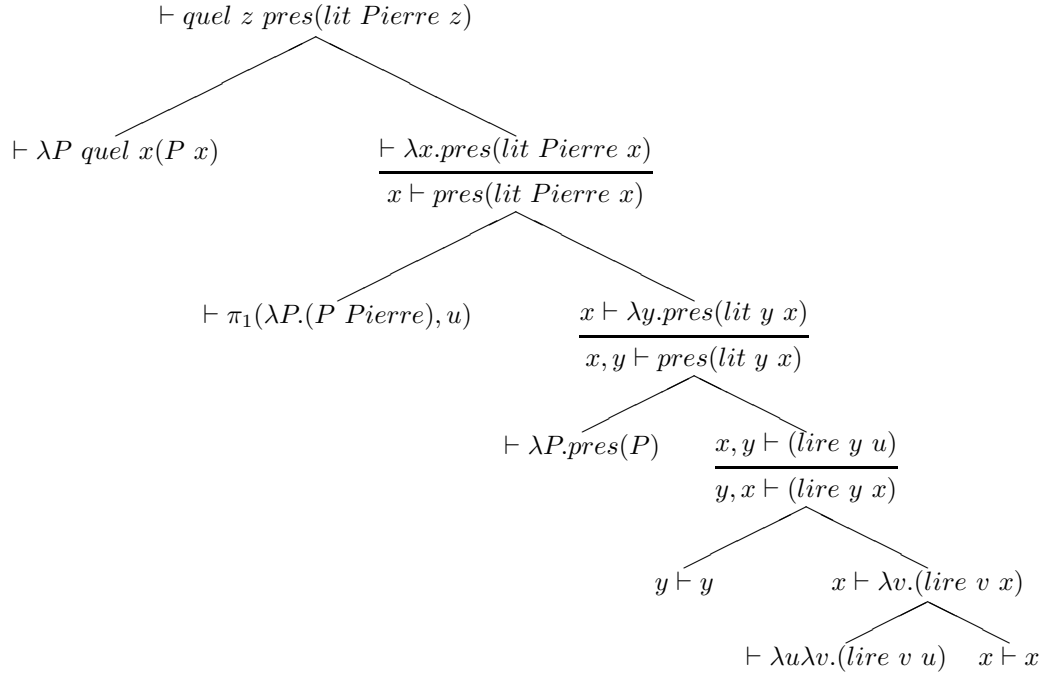 ⊢ quel z pres(lit Pierre z)
⊢ λP quel x(P x)
⊢ λx.pres(lit Pierre x)
x ⊢ pres(lit Pierre x)
⊢ π₁(λP.(P Pierre), u)
x ⊢ λy.pres(lit y x)
x, y ⊢ pres(lit y x)
⊢ λP.pres(P)
x, y ⊢ (lire y u)
y, x ⊢ (lire y x)
y ⊢ y
x ⊢ λv.(lire v x)
⊢ λuλv.(lire v u)
x ⊢ x